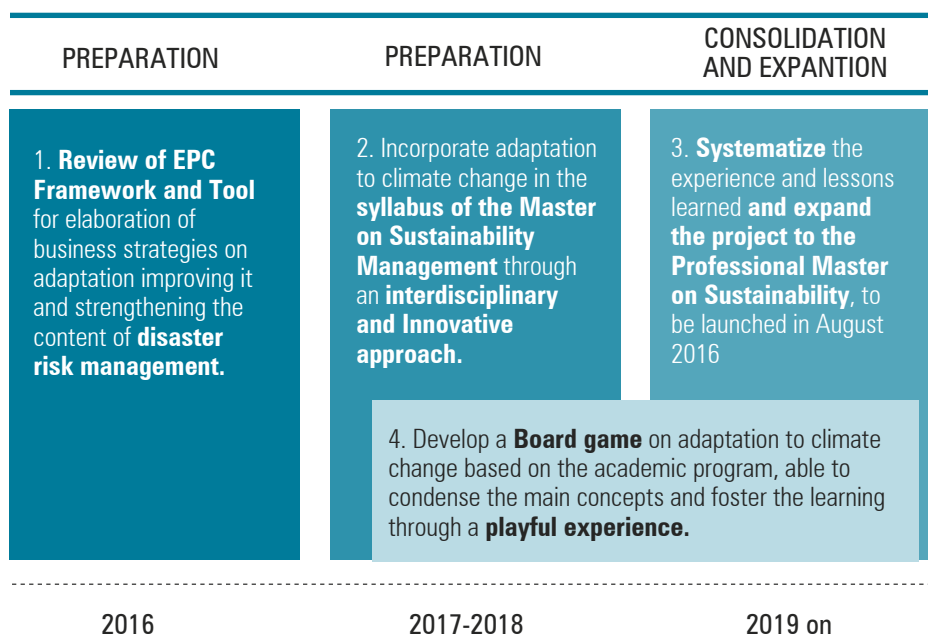 PREPARATION
PREPARATION
CONSOLIDATION
AND EXPANTION
1. Review of EPC
Framework and Tool
for elaboration of
business strategies on
adaptation improving it
and strengthening the
content of disaster
risk management.
2. Incorporate adaptation
to climate change in the
syllabus of the Master
on Sustainability
Management through
an interdisciplinary
and Innovative
approach.
3. Systematize the
experience and lessons
learned and expand
the project to the
Professional Master
on Sustainability, to
be launched in August
2016
4. Develop a Board game on adaptation to climate
change based on the academic program, able to
condense the main concepts and foster the learning
through a playful experience.
2016
2017-2018
2019 on